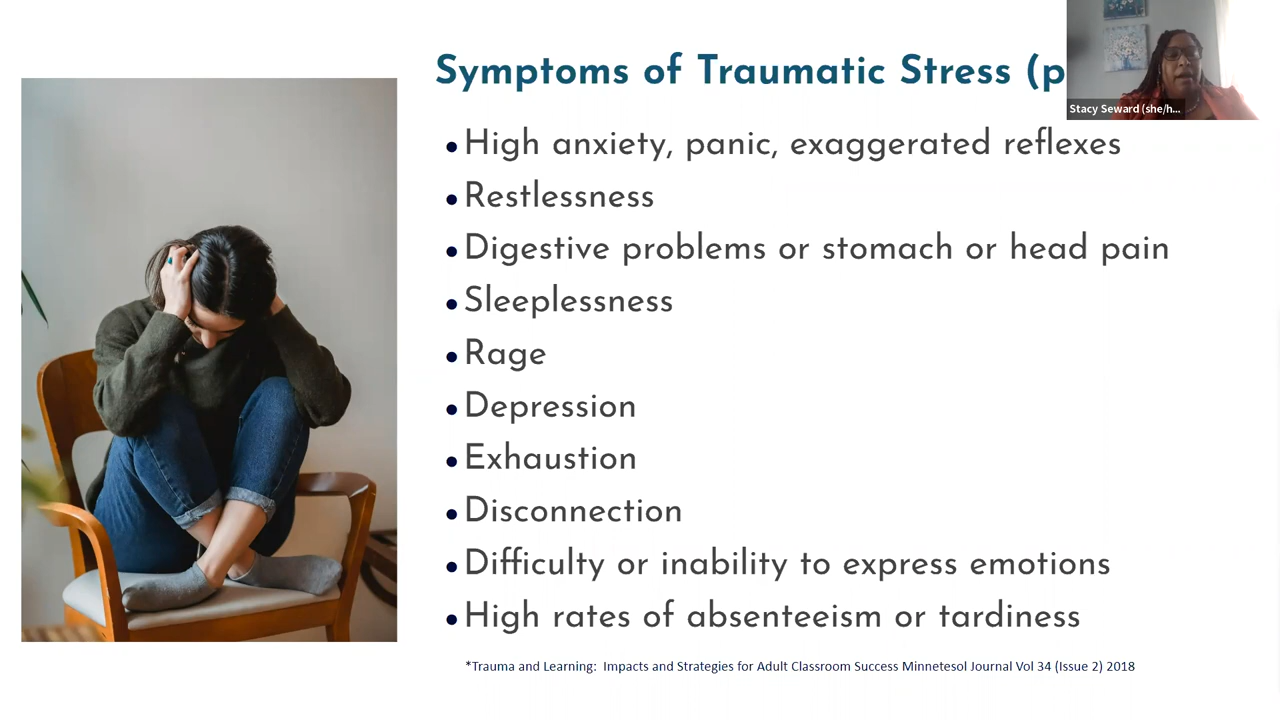 Symptoms of Traumatic Stress (p
Stacy Seward (she/h...
• High anxiety, panic, exaggerated reflexes
• Restlessness
• Digestive problems or stomach or head pain
• Sleeplessness
• Rage
• Depression
• Exhaustion
• Disconnection
• Difficulty or inability to express emotions
• High rates of absenteeism or tardiness
*Trauma and Learning: Impacts and Strategies for Adult Classroom Success Minnetesol Journal Vol 34 (Issue 2) 2018